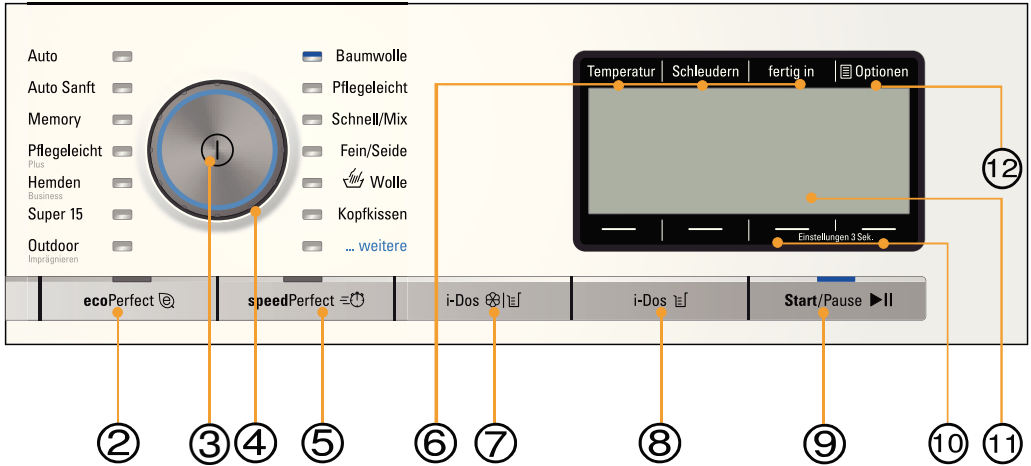 Auto
Auto Sanft
Memory
Pflegeleicht
Plus
Hemden
Business
Super 15
Outdoor
Imprägnieren
Baumwolle
Pflegeleicht
Schnell/Mix
Fein/Seide
Wolle
Kopfkissen
... weitere
Temperatur Schleudern fertig in Optionen
Einstellungen 3 Sek.
ecoPerfect speedPerfect i-Dos i-Dos Start/Pause
12
2 3 4 5 6 7 8 9 10 11